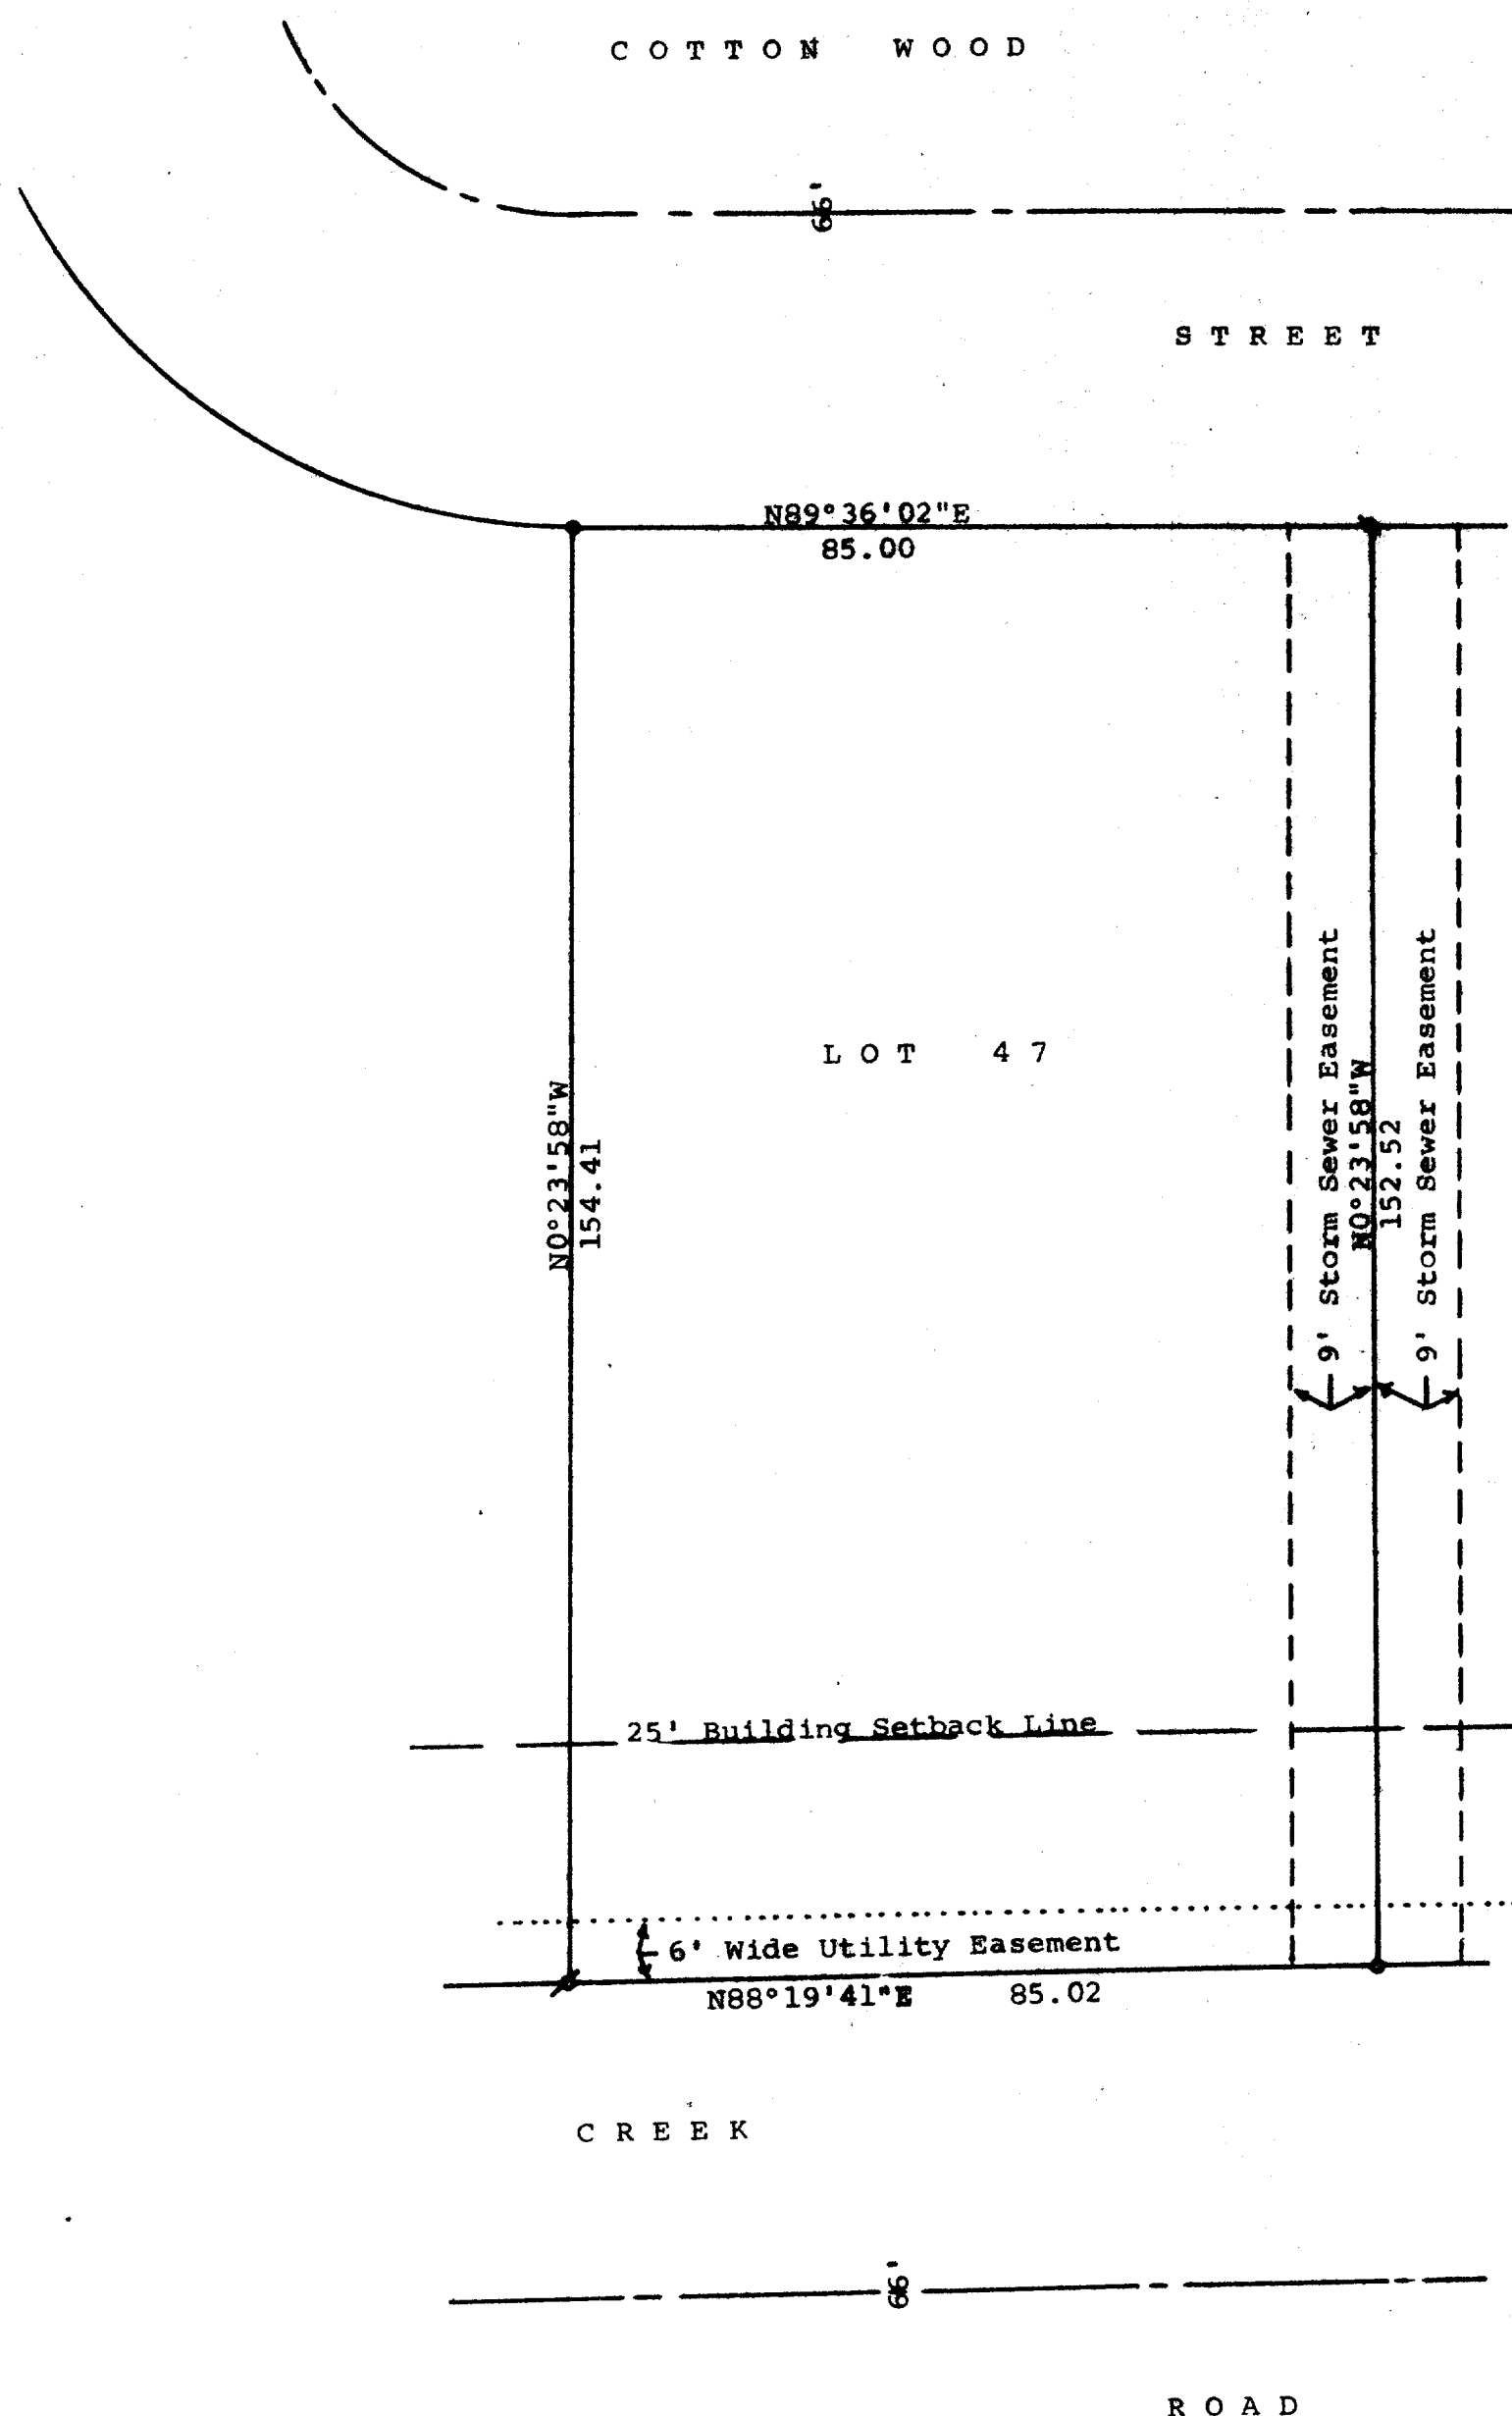 COTTON WOOD
66'
STREET
N89°36'02"E
85.00
LOT 47
N0°23'58"W
154.41
9' Storm Sewer Easement
N0°23'58"W
152.52
9' Storm Sewer Easement
25' Building Setback Line
6' Wide Utility Easement
N88°19'41"E 85.02
CREEK
66'
ROAD